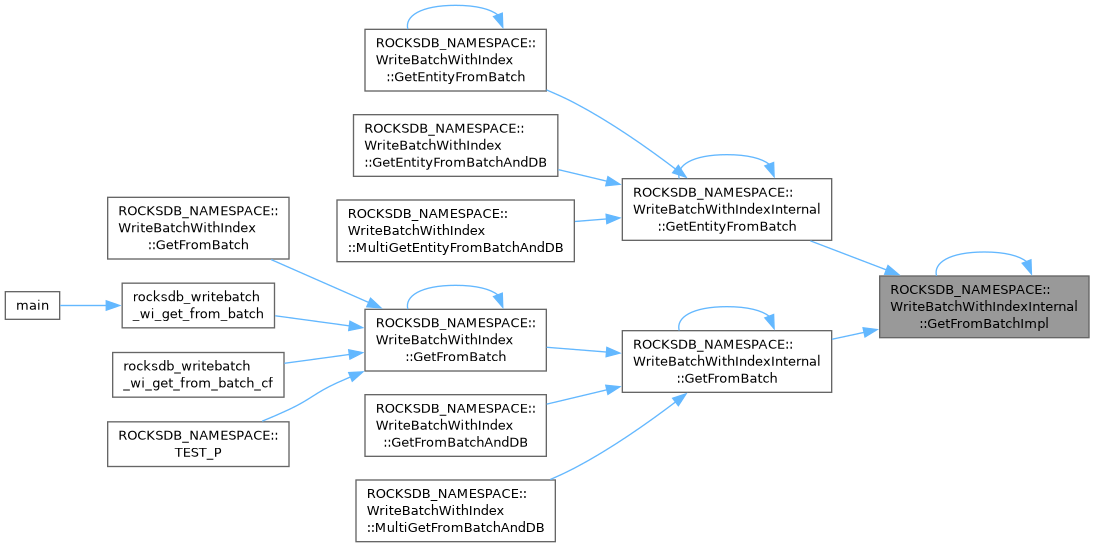 ROCKSDB_NAMESPACE::
WriteBatchWithIndex
::GetEntityFromBatch
ROCKSDB_NAMESPACE::
WriteBatchWithIndex
::GetEntityFromBatchAndDB
ROCKSDB_NAMESPACE::
WriteBatchWithIndexInternal
::GetEntityFromBatch
ROCKSDB_NAMESPACE::
WriteBatchWithIndex
::GetFromBatch
ROCKSDB_NAMESPACE::
WriteBatchWithIndex
::MultiGetEntityFromBatchAndDB
main
rocksdb_writebatch
_wi_get_from_batch
ROCKSDB_NAMESPACE::
WriteBatchWithIndexInternal
::GetFromBatchImpl
ROCKSDB_NAMESPACE::
WriteBatchWithIndex
::GetFromBatch
ROCKSDB_NAMESPACE::
WriteBatchWithIndexInternal
::GetFromBatch
rocksdb_writebatch
_wi_get_from_batch_cf
ROCKSDB_NAMESPACE::
WriteBatchWithIndex
::GetFromBatchAndDB
ROCKSDB_NAMESPACE::
TEST_P
ROCKSDB_NAMESPACE::
WriteBatchWithIndex
::MultiGetFromBatchAndDB